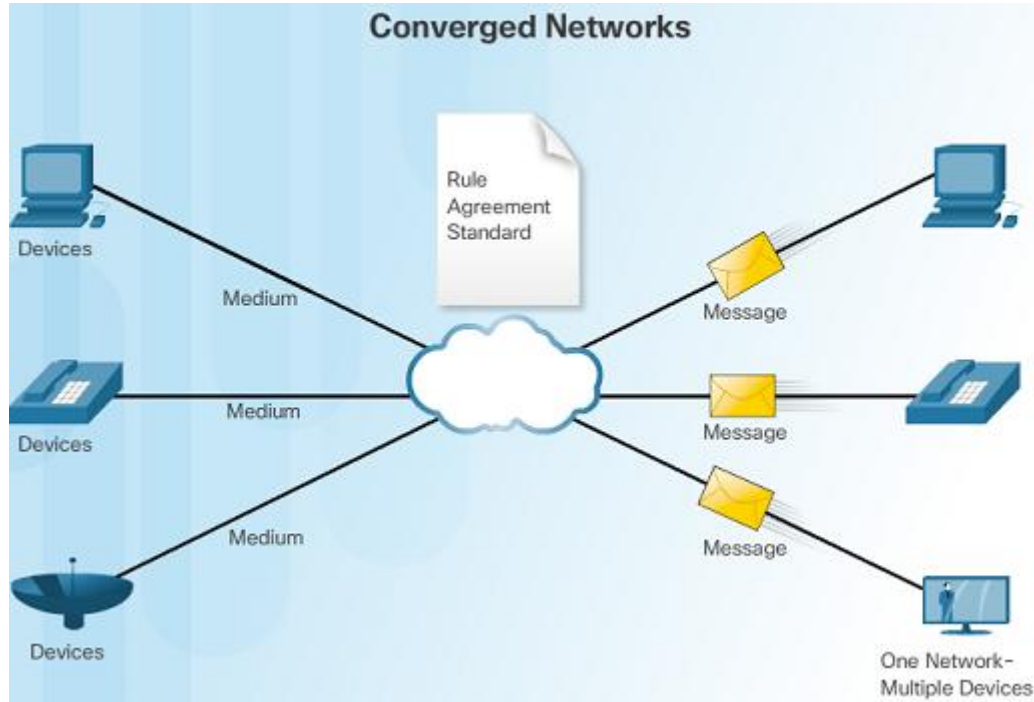 Converged Networks
Rule
Agreement
Standard
Devices
Medium
Message
Devices
Medium
Message
Medium
Message
Devices
One Network-
Multiple Devices